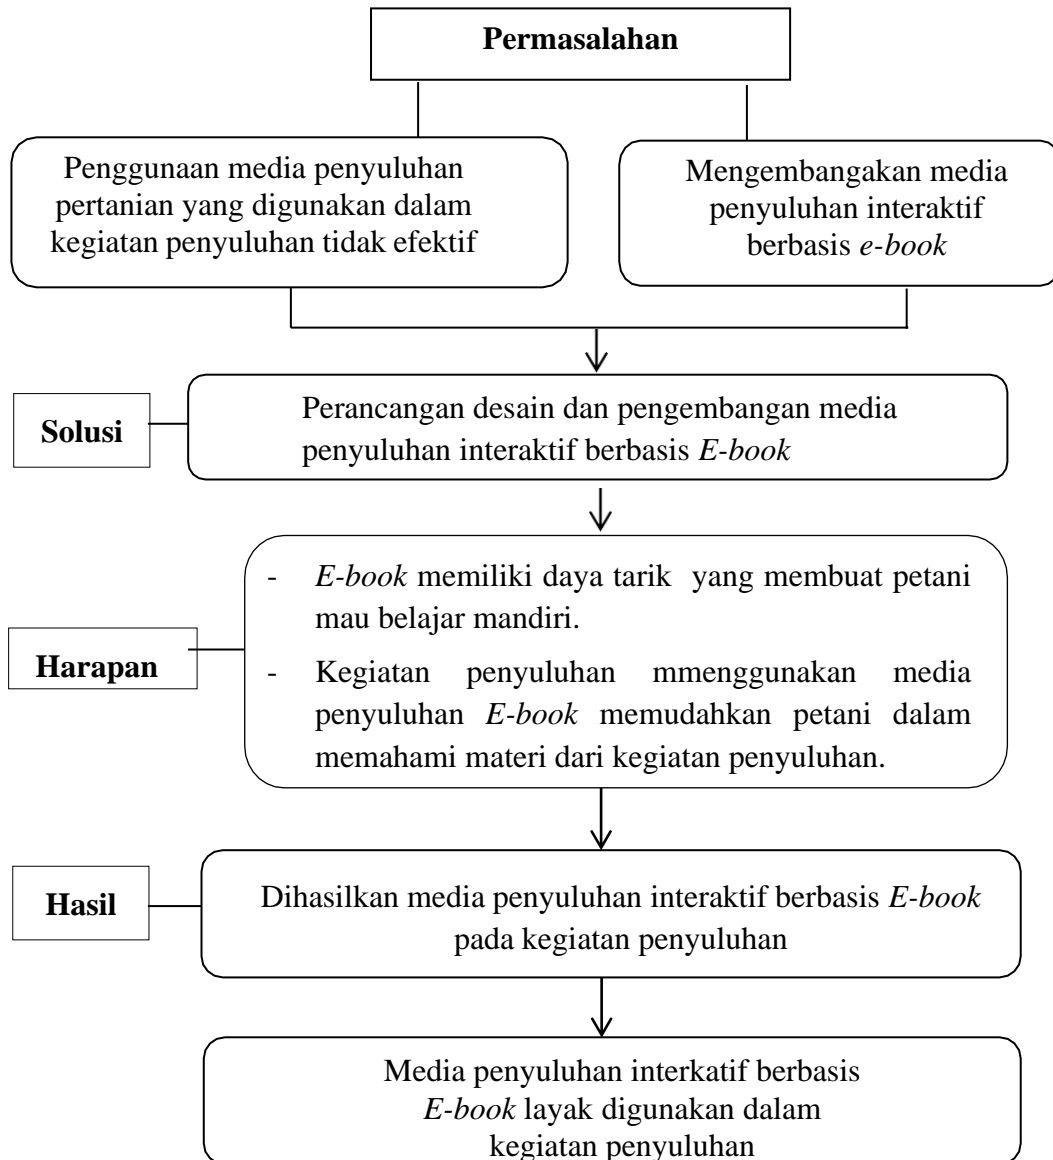 Permasalahan
Penggunaan media penyuluhan
pertanian yang digunakan dalam
kegiatan penyuluhan tidak efektif
Mengembangakan media
penyuluhan interaktif
berbasis e-book
Solusi
Perancangan desain dan pengembangan media
penyuluhan interaktif berbasis E-book
Harapan
- E-book memiliki daya tarik yang membuat petani
mau belajar mandiri.
- Kegiatan penyuluhan mmenggunakan media
penyuluhan E-book memudahkan petani dalam
memahami materi dari kegiatan penyuluhan.
Hasil
Dihasilkan media penyuluhan interaktif berbasis E-book
pada kegiatan penyuluhan
Media penyuluhan interkatif berbasis
E-book layak digunakan dalam
kegiatan penyuluhan